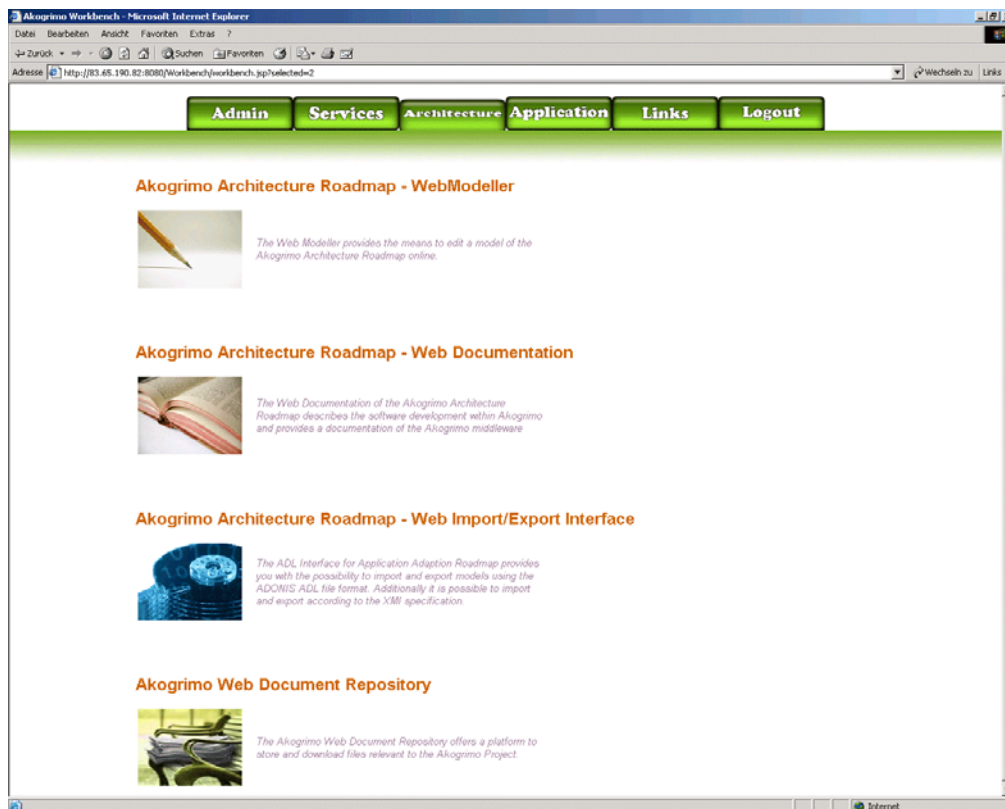 Akogrimo Workbench - Microsoft Internet Explorer
Datei Bearbeiten Ansicht Favoriten Extras ?
Zurück Suchen Favoriten
Adresse http://83.65.190.82:8080/Workbench/workbench.jsp?selected=2 Wechseln zu Links
Admin Services Architecture Application Links Logout
Akogrimo Architecture Roadmap - WebModeller
The Web Modeller provides the means to edit a model of the
Akogrimo Architecture Roadmap online.
Akogrimo Architecture Roadmap - Web Documentation
The Web Documentation of the Akogrimo Architecture
Roadmap describes the software development within Akogrimo
and provides a documentation of the Akogrimo middleware
Akogrimo Architecture Roadmap - Web Import/Export Interface
The ADL Interface for Application Adaption Roadmap provides
you with the possibility to import and export models using the
ADONIS ADL file format. Additionally it is possible to import
and export according to the XMI specification.
Akogrimo Web Document Repository
The Akogrimo Web Document Repository offers a platform to
store and download files relevant to the Akogrimo Project.
Internet